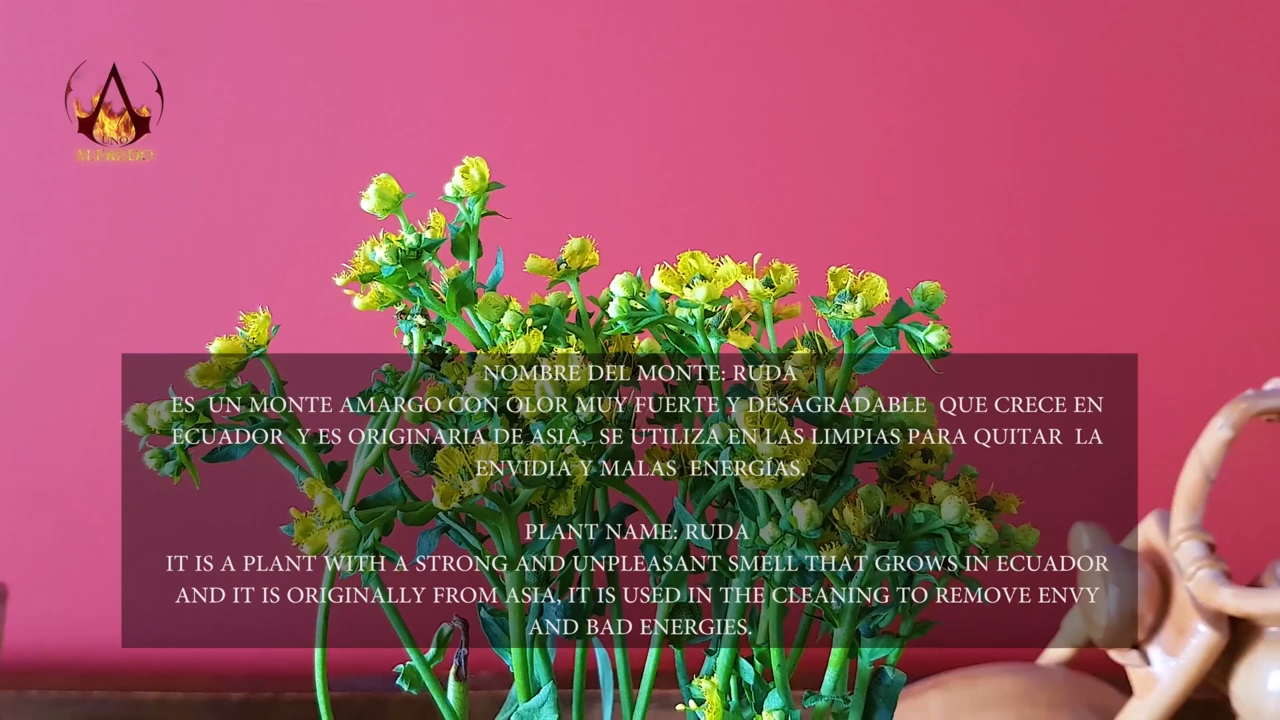 UNO
NOMBRE DEL MONTE: RUDA
ES UN MONTE AMARGO CON OLOR MUY FUERTE Y DESAGRADABLE QUE CRECE EN
ECUADOR Y ES ORIGINARIA DE ASIA, SE UTILIZA EN LAS LIMPIAS PARA QUITAR LA
ENVIDIA Y MALAS ENERGÍAS.
PLANT NAME: RUDA
IT IS A PLANT WITH A STRONG AND UNPLEASANT SMELL THAT GROWS IN ECUADOR
AND IT IS ORIGINALLY FROM ASIA, IT IS USED IN THE CLEANING TO REMOVE ENVY
AND BAD ENERGIES.